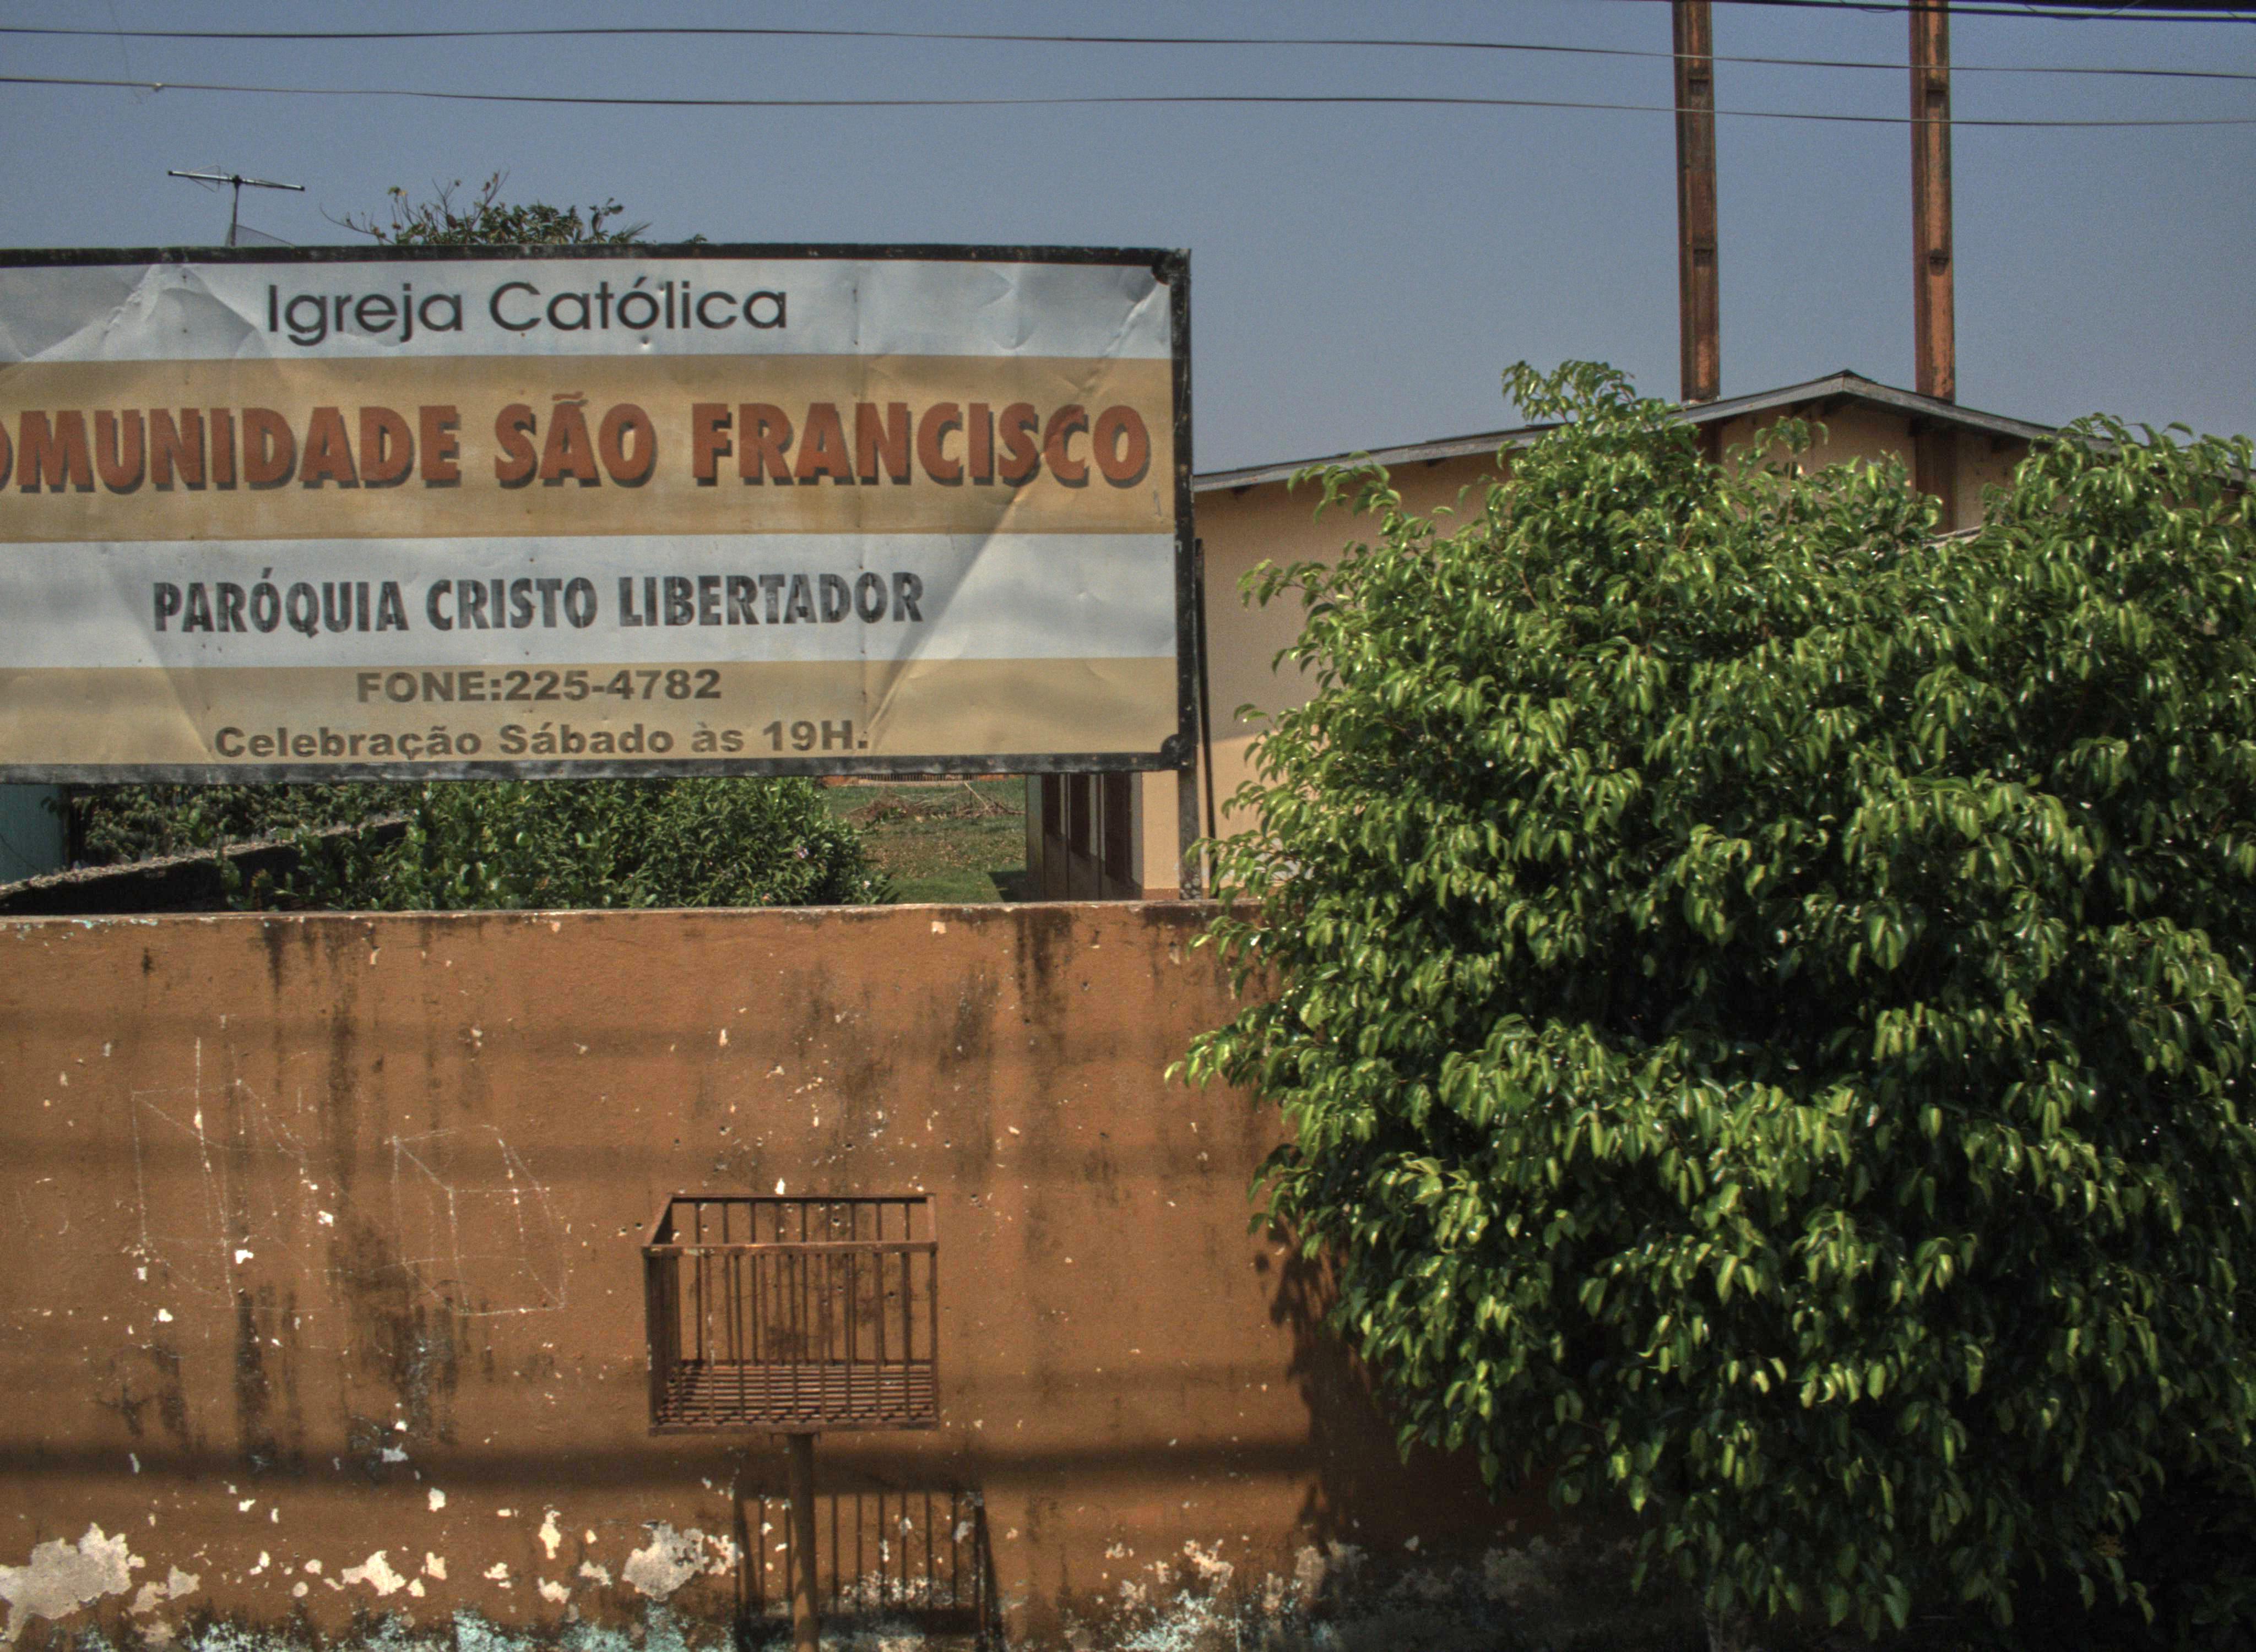 Igreja Católica
OMUNIDADE SÃO FRANCISCO
PARÓQUIA CRISTO LIBERTADOR
FONE:225-4782
Celebração Sábado às 19H.